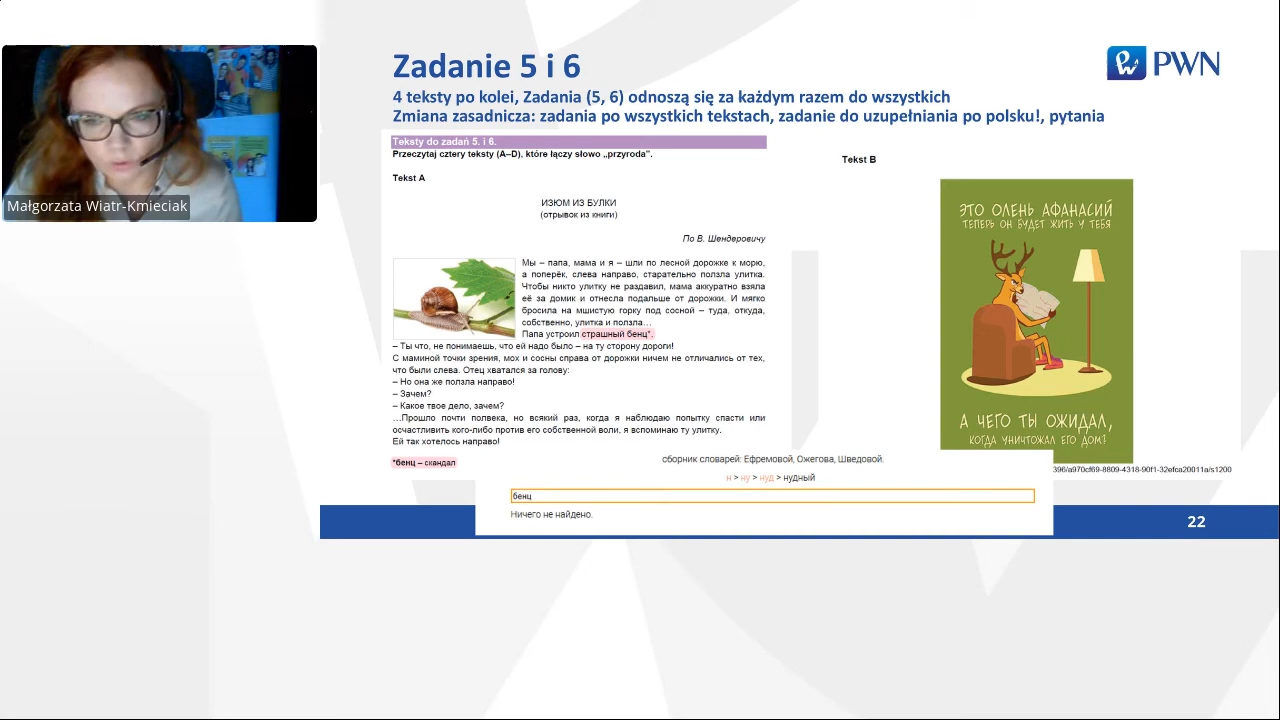 Małgorzata Wiatr-Kmieciak
Zadanie 5 i 6
PWN
4 teksty po kolei, Zadania (5, 6) odnoszą się za każdym razem do wszystkich
Zmiana zasadnicza: zadania po wszystkich tekstach, zadanie do uzupełniania po polsku!, pytania
Teksty do zadań 5. i 6.
Przeczytaj cztery teksty (A–D), które łączy słowo „przyroda”.
Tekst A
ИЗЮМ ИЗ БУЛКИ
(отрывок из книги)
По В. Шендеровичу
Мы – папа, мама и я – шли по лесной дорожке к морю,
а поперёк, слева направо, старательно ползла улитка.
Чтобы никто улитку не раздавил, мама аккуратно взяла
её за домик и отнесла подальше от дорожки. И мягко
бросила на мшистую горку под сосной – туда, откуда,
собственно, улитка и ползла…
Папа устроил страшный бенц*.
– Ты что, не понимаешь, что ей надо было – на ту сторону дороги!
С маминой точки зрения, мох и сосны справа от дорожки ничем не отличались от тех,
что были слева. Отец хватался за голову:
– Но она же ползла направо!
– Зачем?
– Какое твое дело, зачем?
…Прошло почти полвека, но всякий раз, когда я наблюдаю попытку спасти или
осчастливить кого-либо против его собственной воли, я вспоминаю ту улитку.
Ей так хотелось направо!
*бенц – скандал
Tekst B
ЭТО ОЛЕНЬ АФАНАСИЙ
ТЕПЕРЬ ОН БУДЕТ ЖИТЬ У ТЕБЯ
А ЧЕГО ТЫ ОЖИДАЛ,
КОГДА УНИЧТОЖАЛ ЕГО ДОМ?
396/a970cf69-8809-4318-90f1-32efca20011a/s1200
сборник словарей: Ефремовой, Ожегова, Шведовой.
н > ну > нуд > нудный
бенц
Ничего не найдено.
22